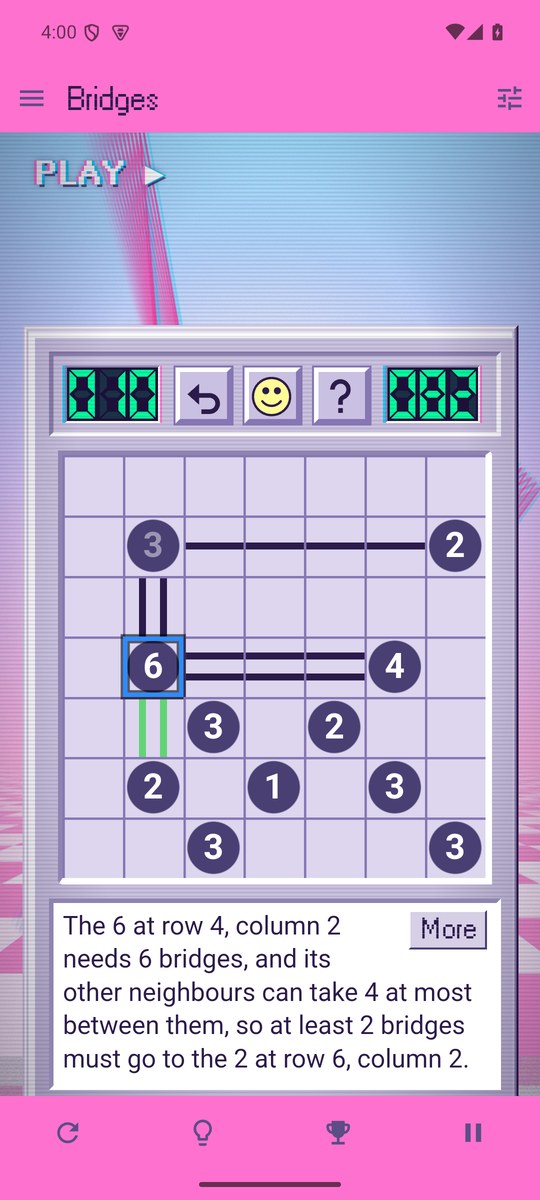 4:00
Bridges
PLAY
?
3 2
6 4
3 2
2 1 3
3 3
The 6 at row 4, column 2
needs 6 bridges, and its
other neighbours can take 4 at most
between them, so at least 2 bridges
must go to the 2 at row 6, column 2.
More